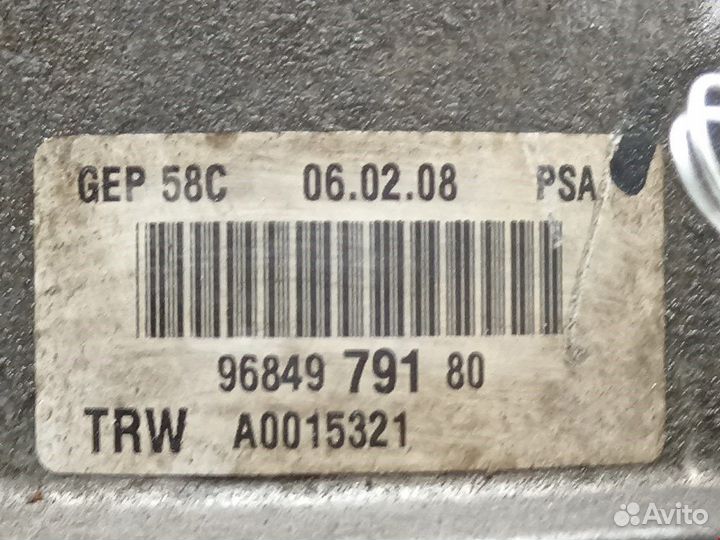 GEP 58C 06.02.08 PSA
96849 791 80
TRW A0015321
Avito